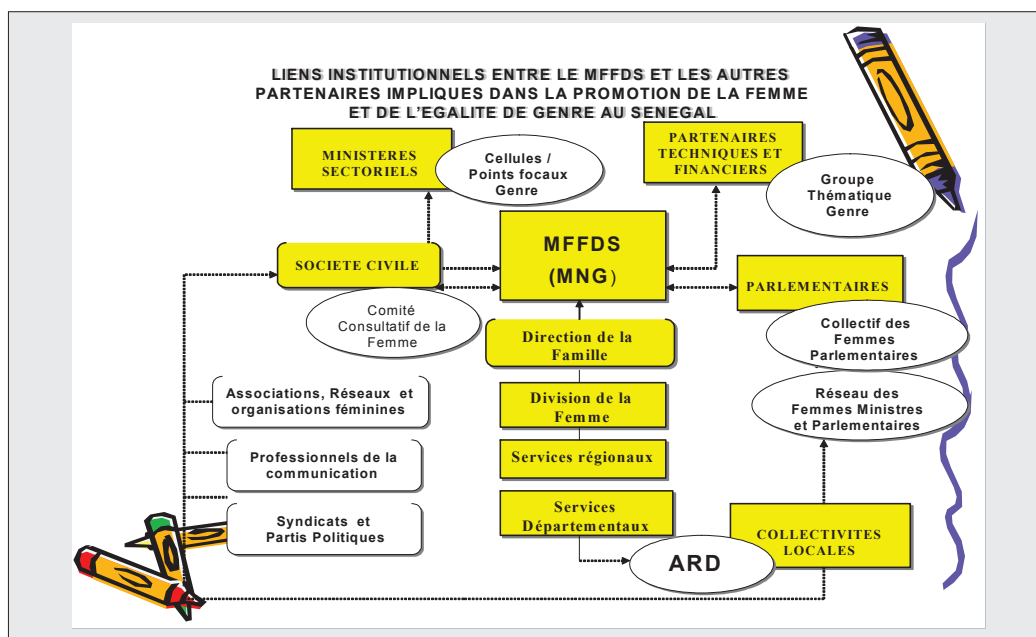 LIENS INSTITUTIONNELS ENTRE LE MFFDS ET LES AUTRES
PARTENAIRES IMPLIQUES DANS LA PROMOTION DE LA FEMME
ET DE L'EGALITE DE GENRE AU SENEGAL
MINISTERES
SECTORIELS
Cellules /
Points focaux
Genre
PARTENAIRES
TECHNIQUES ET
FINANCIERS
Groupe
Thématique
Genre
SOCIETE CIVILE
MFFDS
(MNG)
PARLEMENTAIRES
Comité
Consultatif de la
Femme
Direction de la
Famille
Collectif des
Femmes
Parlementaires
Associations, Réseaux et
organisations féminines
Division de la
Femme
Réseau des
Femmes Ministres
et Parlementaires
Professionnels de la
communication
Services régionaux
Syndicats et
Partis Politiques
Services
Départementaux
ARD
COLLECTIVITES
LOCALES